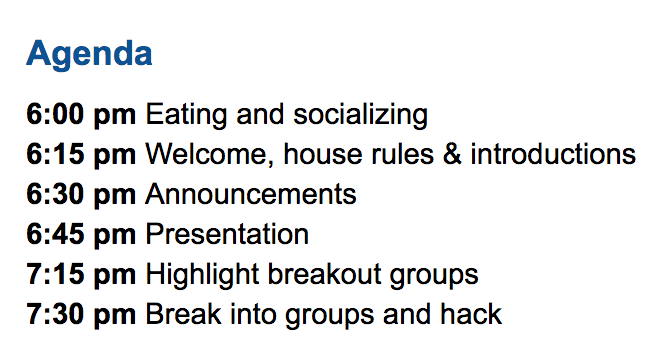 Agenda
6:00 pm Eating and socializing
6:15 pm Welcome, house rules & introductions
6:30 pm Announcements
6:45 pm Presentation
7:15 pm Highlight breakout groups
7:30 pm Break into groups and hack